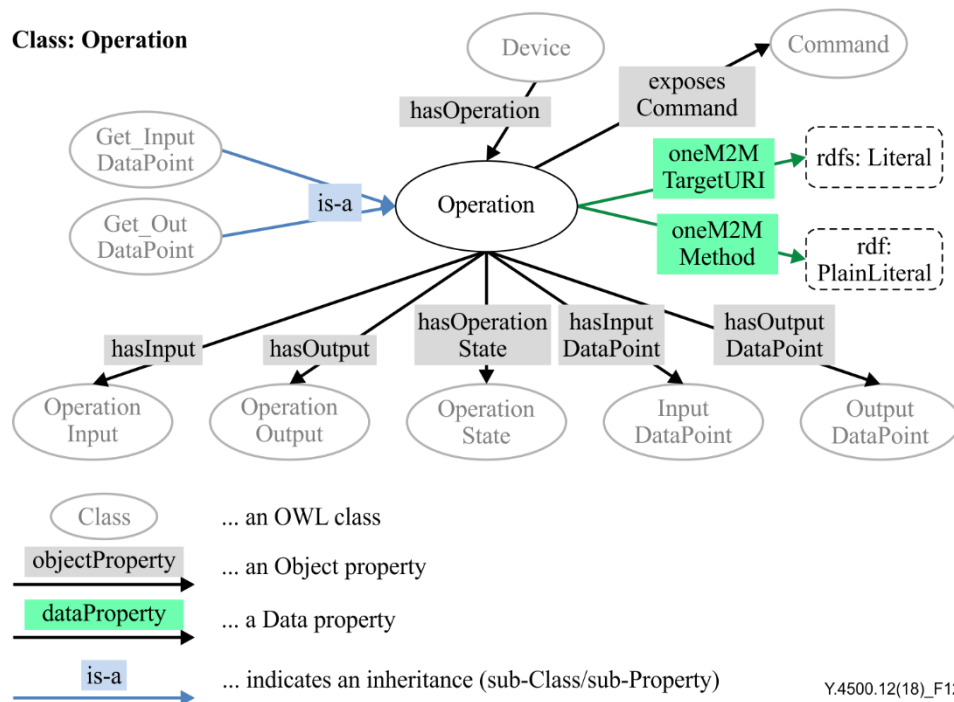 Class: Operation
Device
Command
hasOperation
exposes
Command
Get_Input
DataPoint
Get_Out
DataPoint
is-a
Operation
oneM2M
TargetURI
rdfs: Literal
oneM2M
Method
rdf:
PlainLiteral
hasInput
hasOutput
hasOperation
State
hasInput
DataPoint
hasOutput
DataPoint
Operation
Input
Operation
Output
Operation
State
Input
DataPoint
Output
DataPoint
Class
... an OWL class
objectProperty
... an Object property
dataProperty
... a Data property
is-a
... indicates an inheritance (sub-Class/sub-Property)